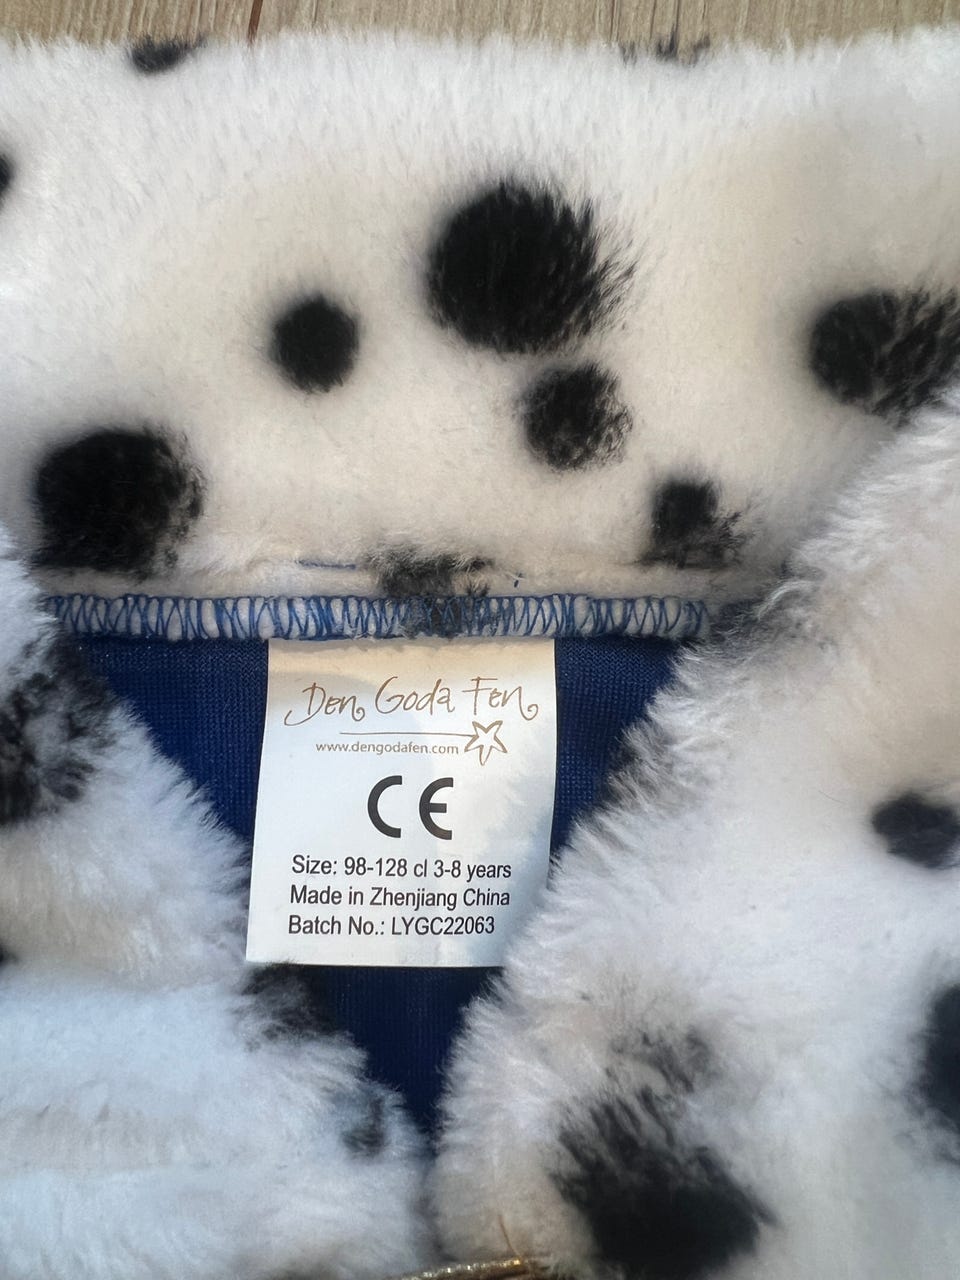 Den Goda Fen
www.dengodafen.com
CE
Size: 98-128 cl 3-8 years
Made in Zhenjiang China
Batch No.: LYGC22063